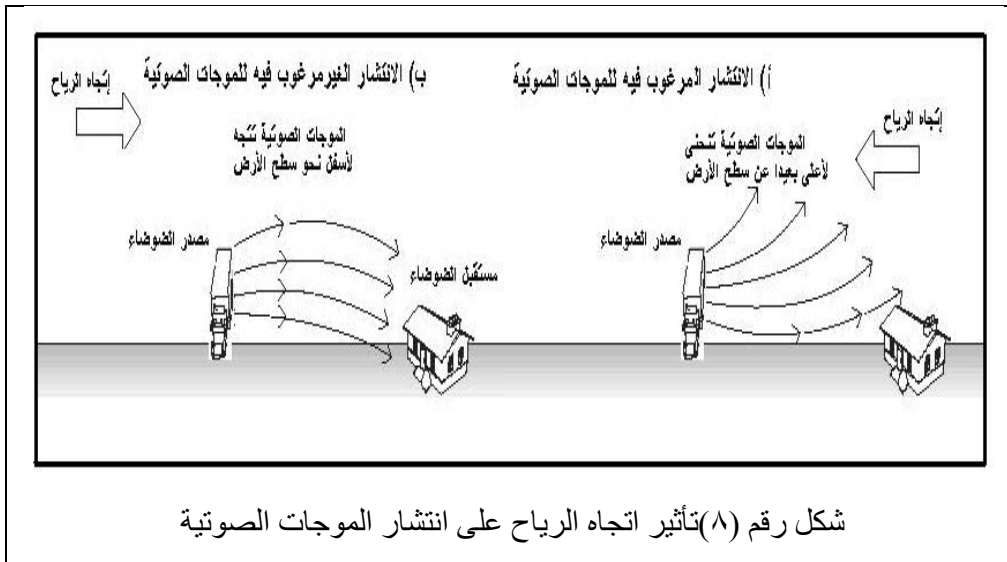 أ) الانتشار المرغوب فيه للموجات الصوتية
إتجاه الرياح
الموجات الصوتية تنحنى
لأعلى بعيدا عن سطح الأرض
مصدر الضوضاء
ب) الانتشار الغيرمرغوب فيه للموجات الصوتية
إتجاه الرياح
الموجات الصوتية تتجه
لأسفل نحو سطح الأرض
مصدر الضوضاء
مستقبل الضوضاء
شكل رقم (٨)تأثير اتجاه الرياح على انتشار الموجات الصوتية